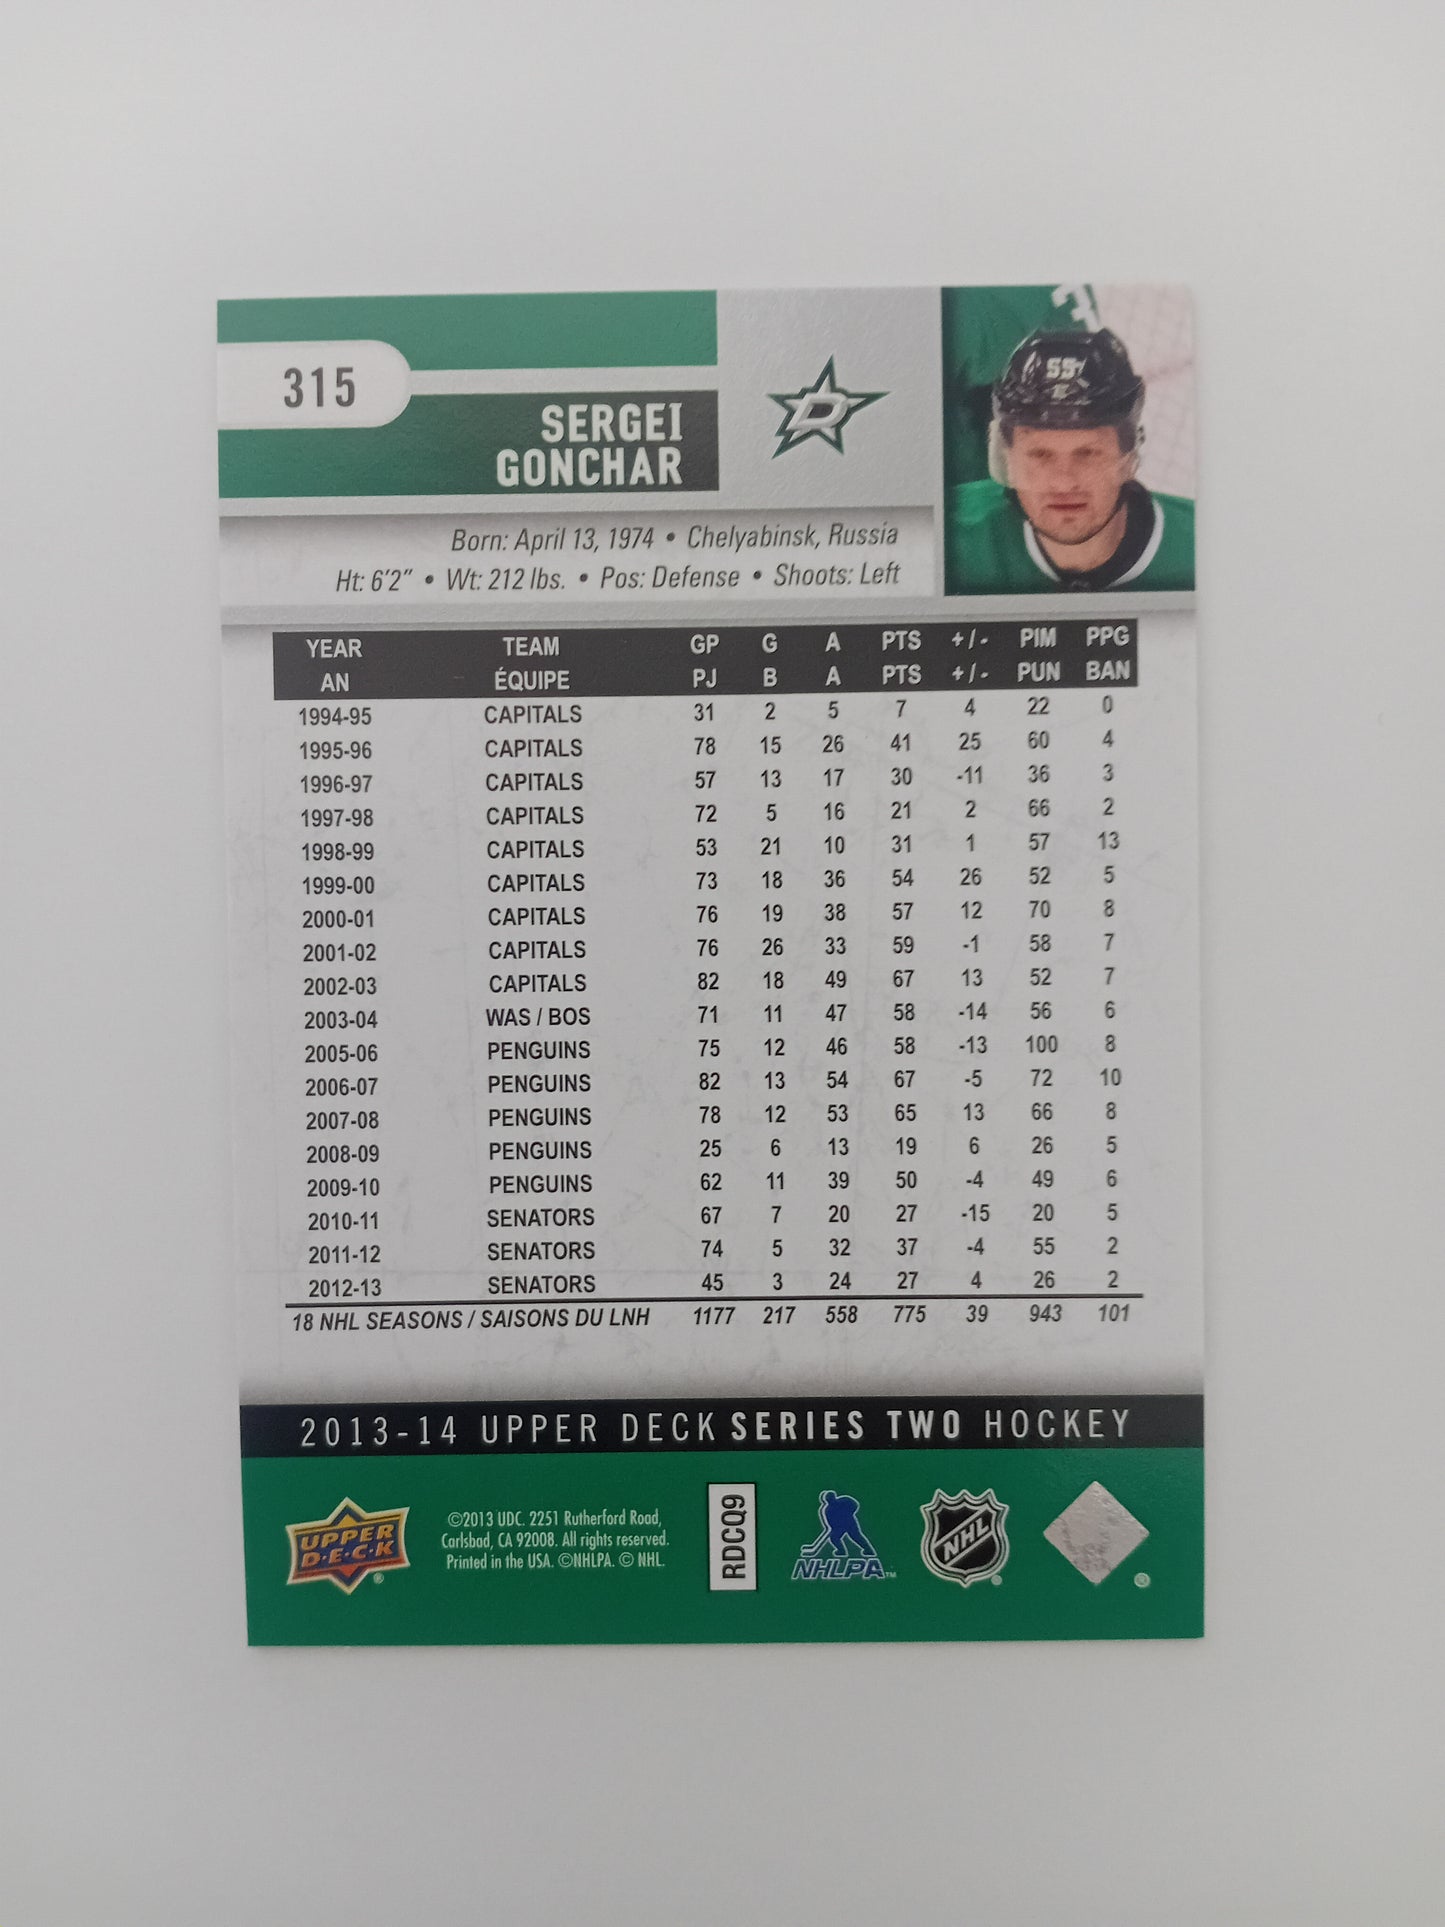 315
SERGEI
GONCHAR
55
Born: April 13, 1974 • Chelyabinsk, Russia
Ht: 6'2" • Wt: 212 lbs. • Pos: Defense • Shoots: Left
YEAR TEAM GP G A PTS +/- PIM PPG
AN ÉQUIPE PJ B A PTS +/- PUN BAN
1994-95 CAPITALS 31 2 5 7 4 22 0
1995-96 CAPITALS 78 15 26 41 25 60 4
1996-97 CAPITALS 57 13 17 30 -11 36 3
1997-98 CAPITALS 72 5 16 21 2 66 2
1998-99 CAPITALS 53 21 10 31 1 57 13
1999-00 CAPITALS 73 18 36 54 26 52 5
2000-01 CAPITALS 76 19 38 57 12 70 8
2001-02 CAPITALS 76 26 33 59 -1 58 7
2002-03 CAPITALS 82 18 49 67 13 52 7
2003-04 WAS / BOS 71 11 47 58 -14 56 6
2005-06 PENGUINS 75 12 46 58 -13 100 8
2006-07 PENGUINS 82 13 54 67 -5 72 10
2007-08 PENGUINS 78 12 53 65 13 66 8
2008-09 PENGUINS 25 6 13 19 6 26 5
2009-10 PENGUINS 62 11 39 50 -4 49 6
2010-11 SENATORS 67 7 20 27 -15 20 5
2011-12 SENATORS 74 5 32 37 -4 55 2
2012-13 SENATORS 45 3 24 27 4 26 2
18 NHL SEASONS / SAISONS DU LNH 1177 217 558 775 39 943 101
2013-14 UPPER DECK SERIES TWO HOCKEY
UPPER
D·E·C·K ®
©2013 UDC. 2251 Rutherford Road,
Carlsbad, CA 92008. All rights reserved.
Printed in the USA. ©NHLPA. © NHL.
RDCQ9
NHLPA™
NHL ®
®